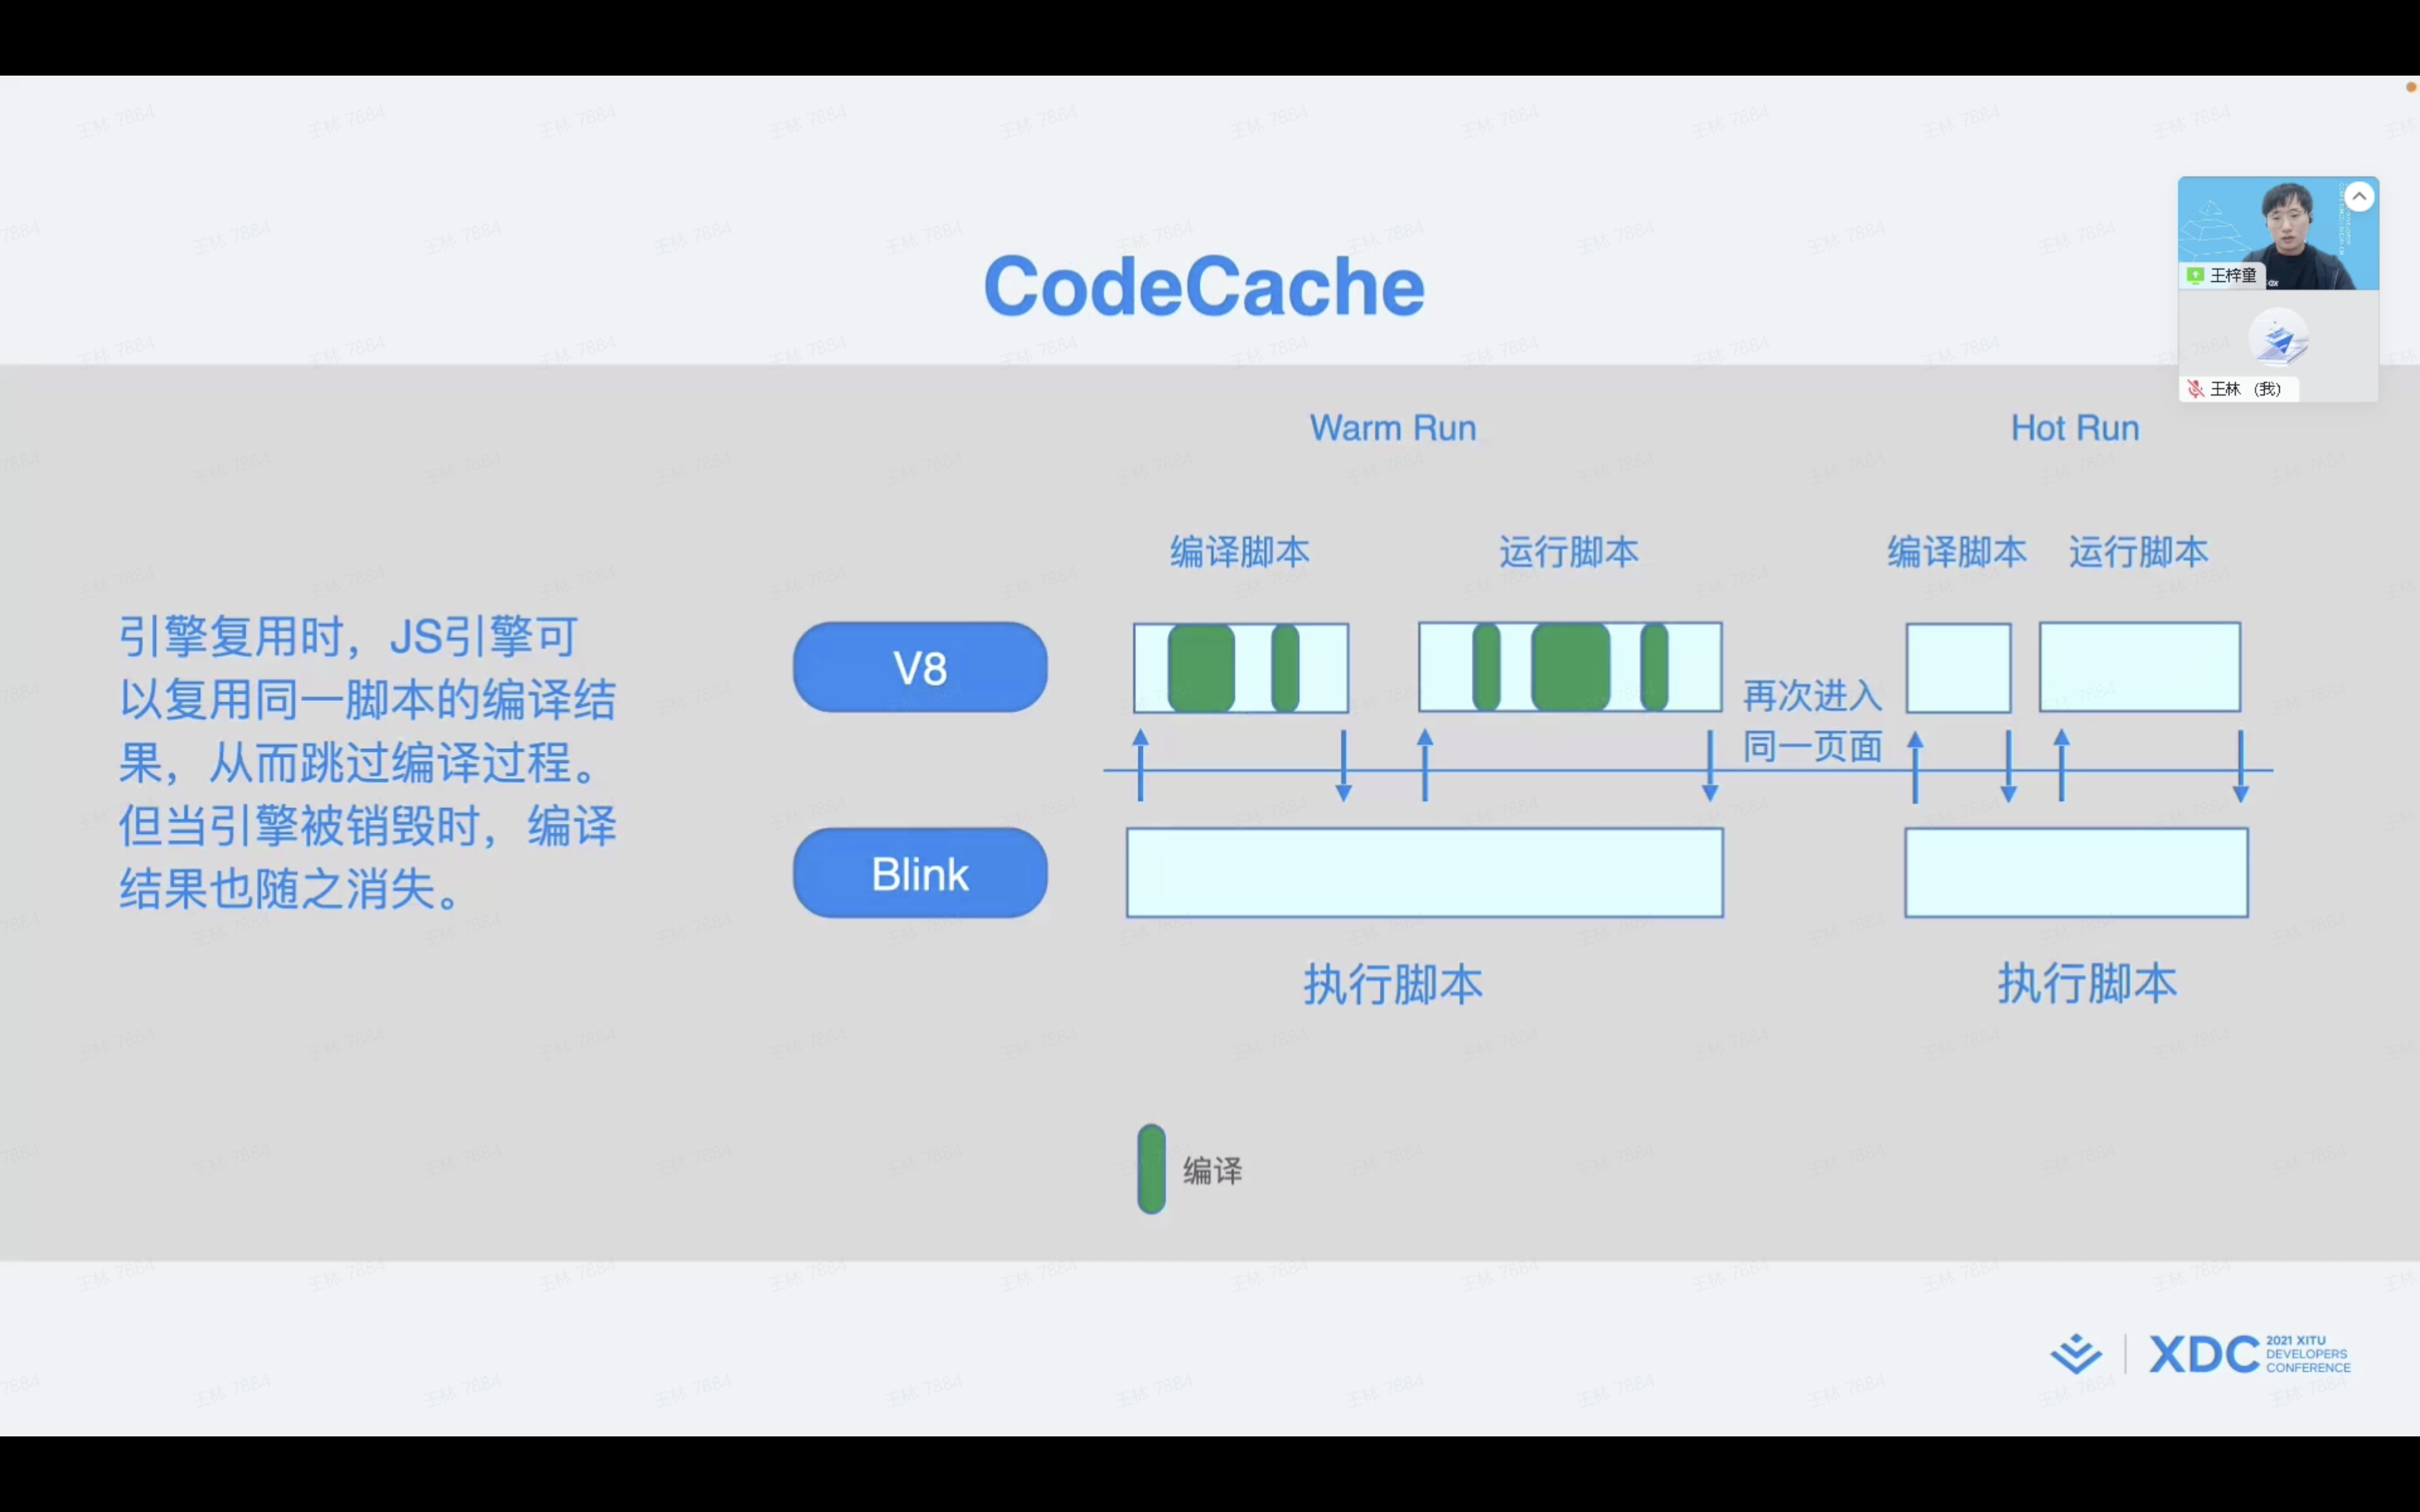 CodeCache
王梓童
王林 (我)
Warm Run
Hot Run
编译脚本
运行脚本
编译脚本
运行脚本
引擎复用时，JS引擎可
以复用同一脚本的编译结
果，从而跳过编译过程。
但当引擎被销毁时，编译
结果也随之消失。
V8
再次进入
同一页面
Blink
执行脚本
执行脚本
编译
XDC
2021 XITU
DEVELOPERS
CONFERENCE
王林 7884